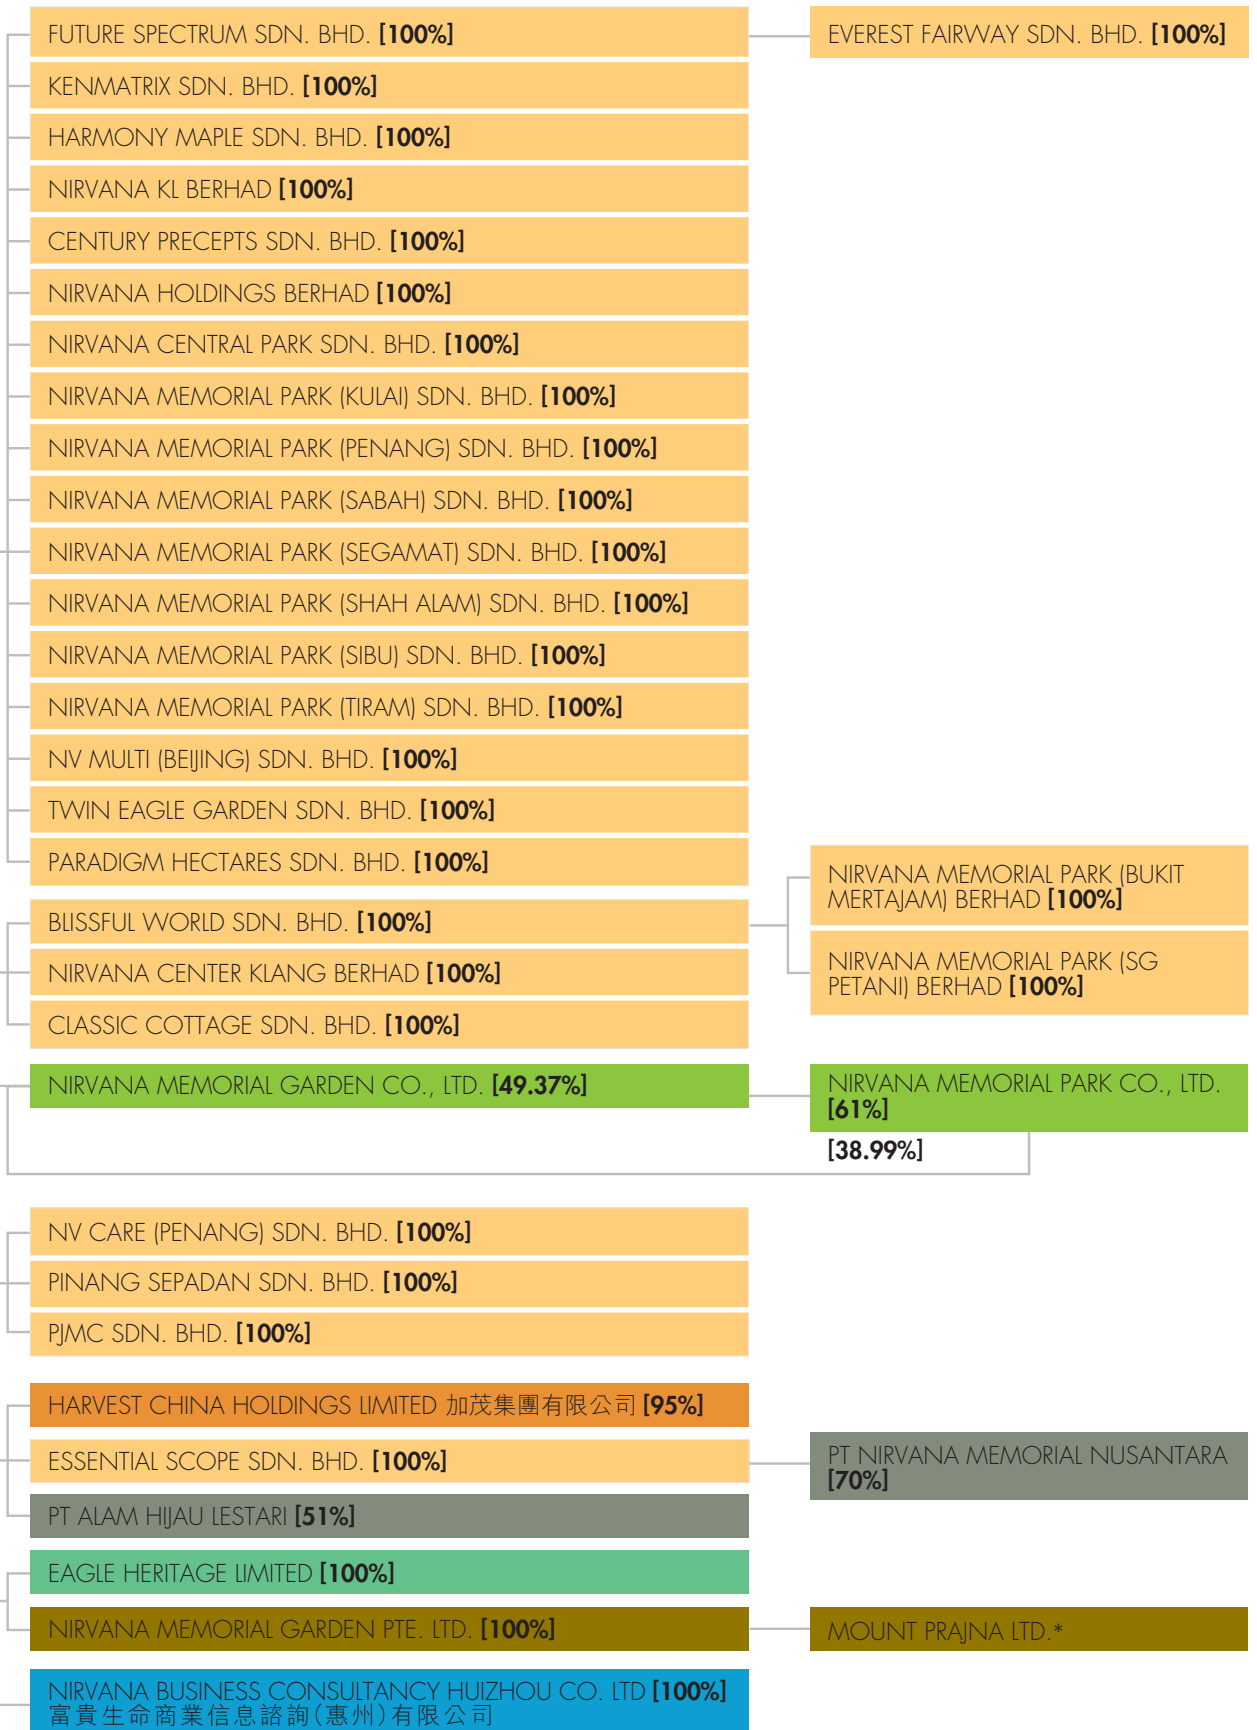 FUTURE SPECTRUM SDN. BHD. [100%]
EVEREST FAIRWAY SDN. BHD. [100%]
KENMATRIX SDN. BHD. [100%]
HARMONY MAPLE SDN. BHD. [100%]
NIRVANA KL BERHAD [100%]
CENTURY PRECEPTS SDN. BHD. [100%]
NIRVANA HOLDINGS BERHAD [100%]
NIRVANA CENTRAL PARK SDN. BHD. [100%]
NIRVANA MEMORIAL PARK (KULAI) SDN. BHD. [100%]
NIRVANA MEMORIAL PARK (PENANG) SDN. BHD. [100%]
NIRVANA MEMORIAL PARK (SABAH) SDN. BHD. [100%]
NIRVANA MEMORIAL PARK (SEGAMAT) SDN. BHD. [100%]
NIRVANA MEMORIAL PARK (SHAH ALAM) SDN. BHD. [100%]
NIRVANA MEMORIAL PARK (SIBU) SDN. BHD. [100%]
NIRVANA MEMORIAL PARK (TIRAM) SDN. BHD. [100%]
NV MULTI (BEIJING) SDN. BHD. [100%]
TWIN EAGLE GARDEN SDN. BHD. [100%]
PARADIGM HECTARES SDN. BHD. [100%]
BLISSFUL WORLD SDN. BHD. [100%]
NIRVANA MEMORIAL PARK (BUKIT
MERTAJAM) BERHAD [100%]
NIRVANA MEMORIAL PARK (SG
PETANI) BERHAD [100%]
NIRVANA CENTER KLANG BERHAD [100%]
CLASSIC COTTAGE SDN. BHD. [100%]
NIRVANA MEMORIAL GARDEN CO., LTD. [49.37%]
NIRVANA MEMORIAL PARK CO., LTD.
[61%]
[38.99%]
NV CARE (PENANG) SDN. BHD. [100%]
PINANG SEPADAN SDN. BHD. [100%]
PJMC SDN. BHD. [100%]
HARVEST CHINA HOLDINGS LIMITED 加茂集團有限公司 [95%]
ESSENTIAL SCOPE SDN. BHD. [100%]
PT NIRVANA MEMORIAL NUSANTARA
[70%]
PT ALAM HIJAU LESTARI [51%]
EAGLE HERITAGE LIMITED [100%]
NIRVANA MEMORIAL GARDEN PTE. LTD. [100%]
MOUNT PRAJNA LTD.*
NIRVANA BUSINESS CONSULTANCY HUIZHOU CO. LTD [100%]
富貴生命商業信息諮詢(惠州)有限公司